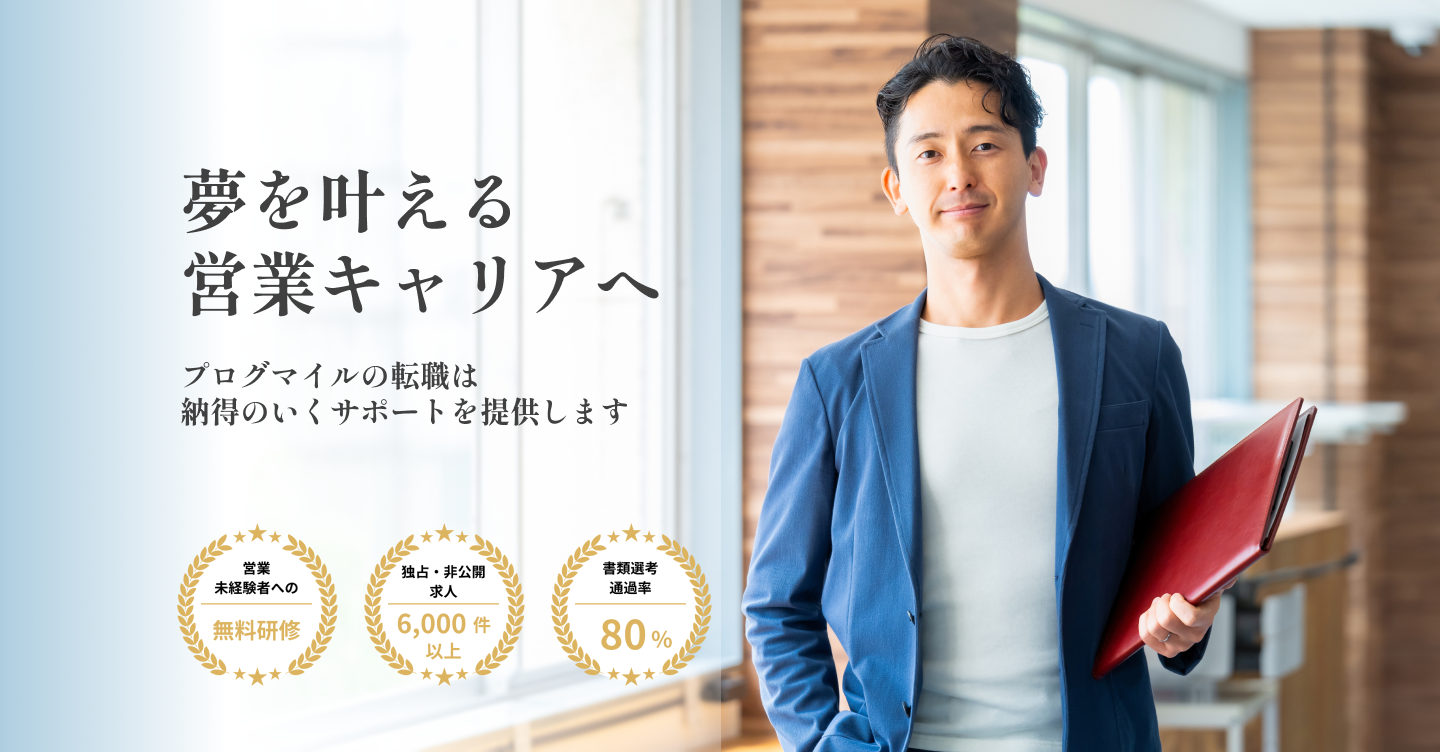 夢を叶える
営業キャリアへ
プログマイルの転職は
納得のいくサポートを提供します
営業
未経験者への
無料研修
独占・非公開
求人
6,000 件
以上
書類選考
通過率
80 %